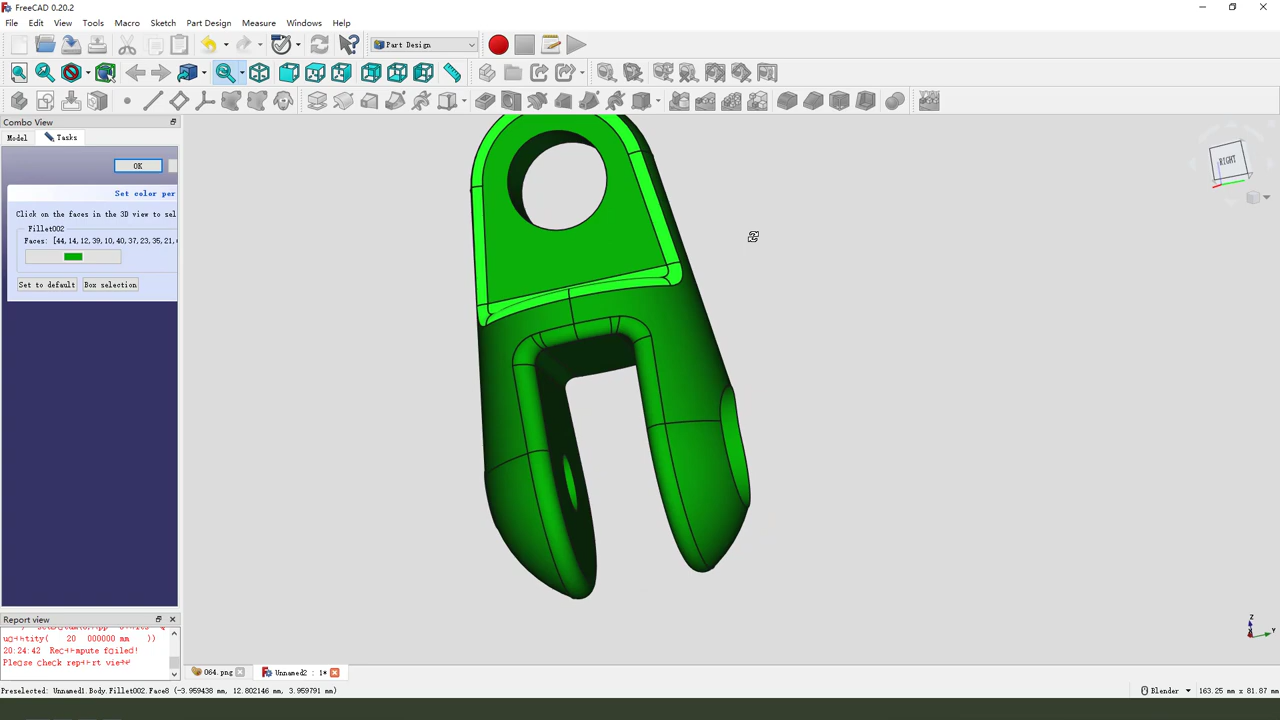 FreeCAD 0.20.2
File Edit View Tools Macro Sketch Part Design Measure Windows Help
Part Design
Combo View
Model Tasks
OK
Set color per
Click on the faces in the 3D view to sel
Fillet002
Faces: [44,14,12,39,10,40,37,23,35,21,
Set to default Box selection
RIGHT
Z
Y
Report view
20 000000 mm ))
20:24:42
Please check
064.png Unnamed2 : 1*
Preselected: Unnamed1.Body.Fillet002.Face8 (-3.959438 mm, 12.802146 mm, 3.959791 mm)
Blender 163.25 mm x 81.87 mm